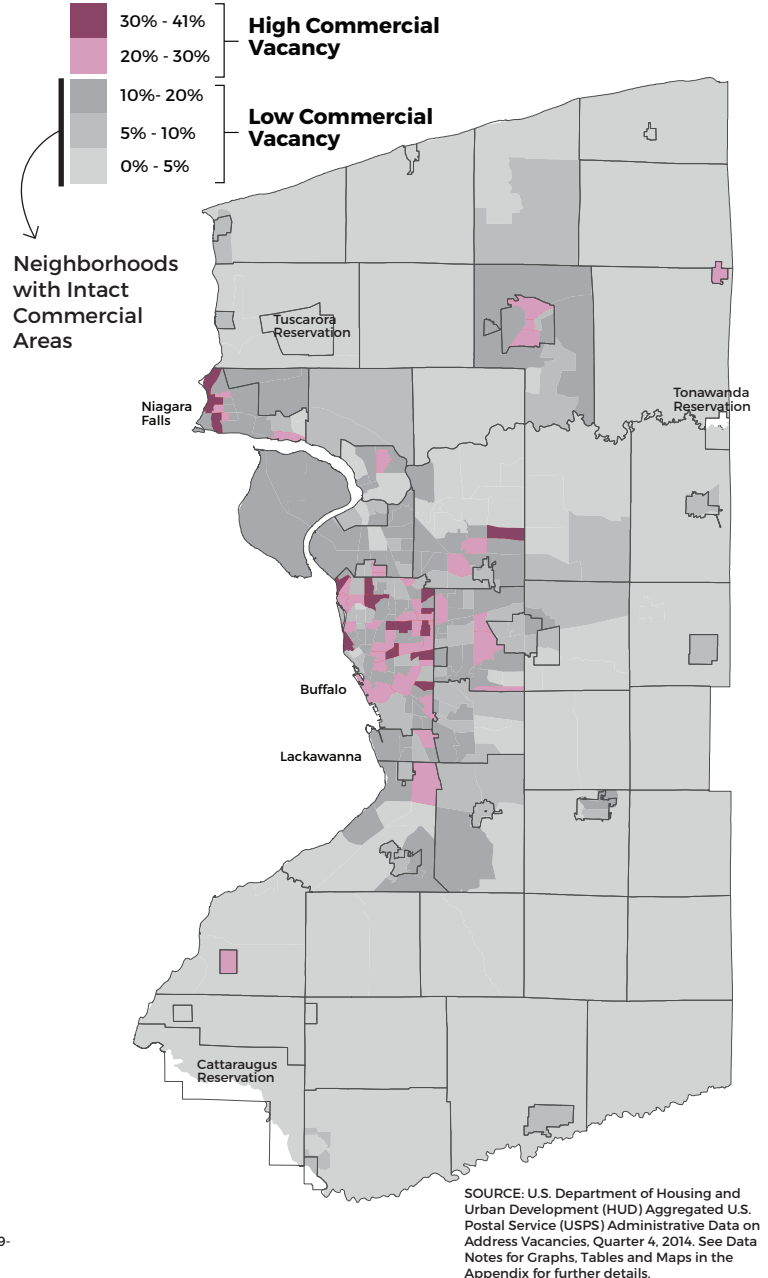 30% - 41%
20% - 30%
High Commercial
Vacancy
10%- 20%
5% - 10%
0% - 5%
Low Commercial
Vacancy
Neighborhoods
with Intact
Commercial
Areas
Tuscarora
Reservation
Niagara
Falls
Tonawanda
Reservation
Buffalo
Lackawanna
Cattaraugus
Reservation
SOURCE: U.S. Department of Housing and
Urban Development (HUD) Aggregated U.S.
Postal Service (USPS) Administrative Data on
Address Vacancies, Quarter 4, 2014. See Data
Notes for Graphs, Tables and Maps in the
Appendix for further details.
9-